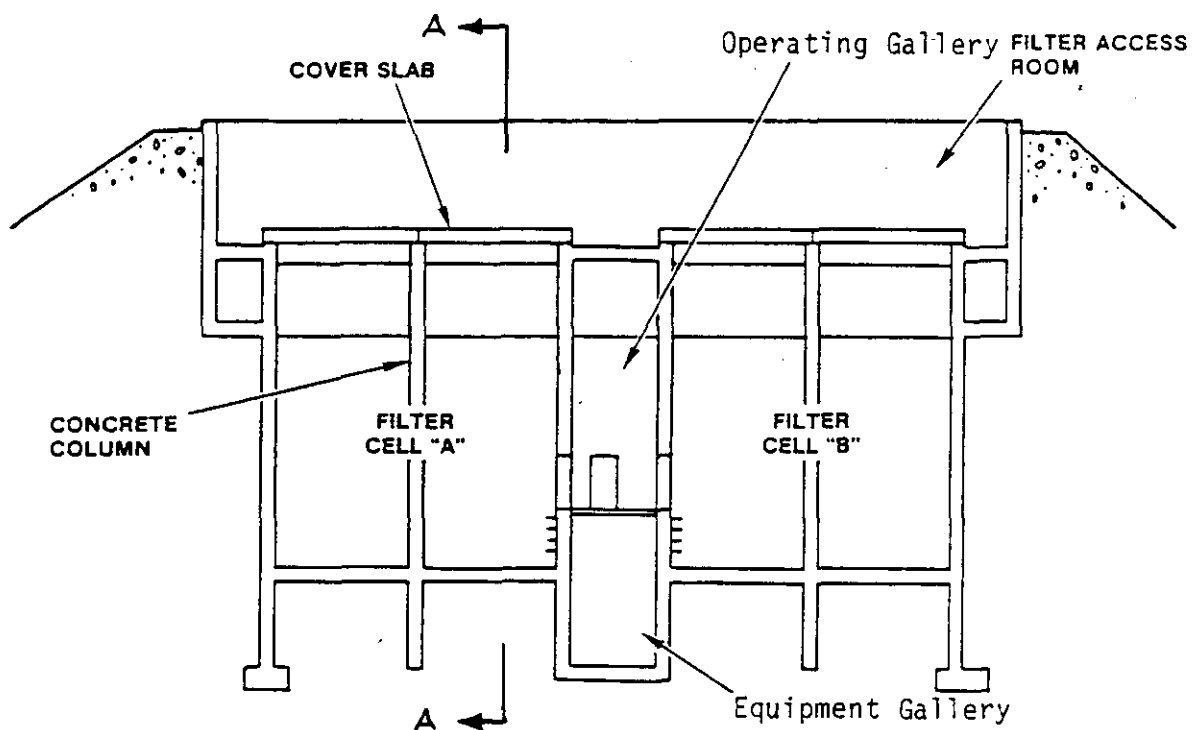 A
Operating Gallery
FILTER ACCESS
ROOM
COVER SLAB
CONCRETE
COLUMN
FILTER
CELL "A"
FILTER
CELL "B"
A
Equipment Gallery